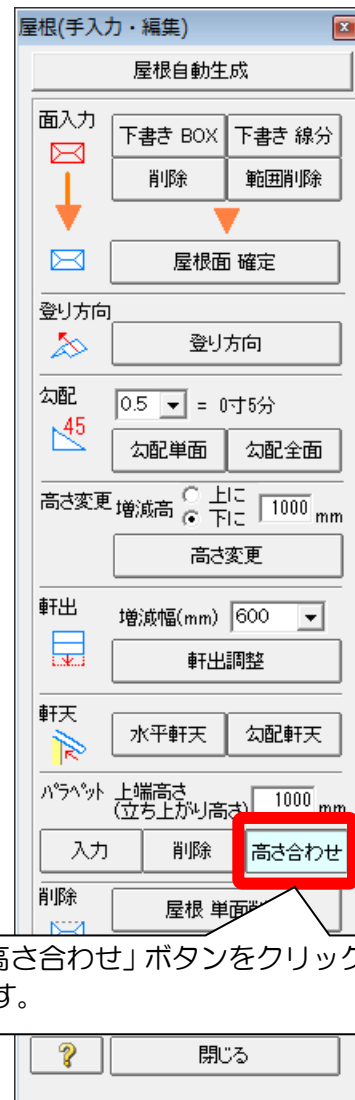 屋根(手入力・編集)
屋根自動生成
面入力
下書き BOX 下書き 線分
削除 範囲削除
屋根面 確定
登り方向
登り方向
勾配 0.5 = 0寸5分
45
勾配単面 勾配全面
高さ変更 増減高 上に 下に 1000 mm
高さ変更
軒出 増減幅(mm) 600
軒出調整
軒天
水平軒天 勾配軒天
パラペット 上端高さ
(立ち上がり高さ) 1000 mm
入力 削除 高さ合わせ
削除
屋根 単面
高さ合わせ」ボタンをクリック
す。
? 閉じる